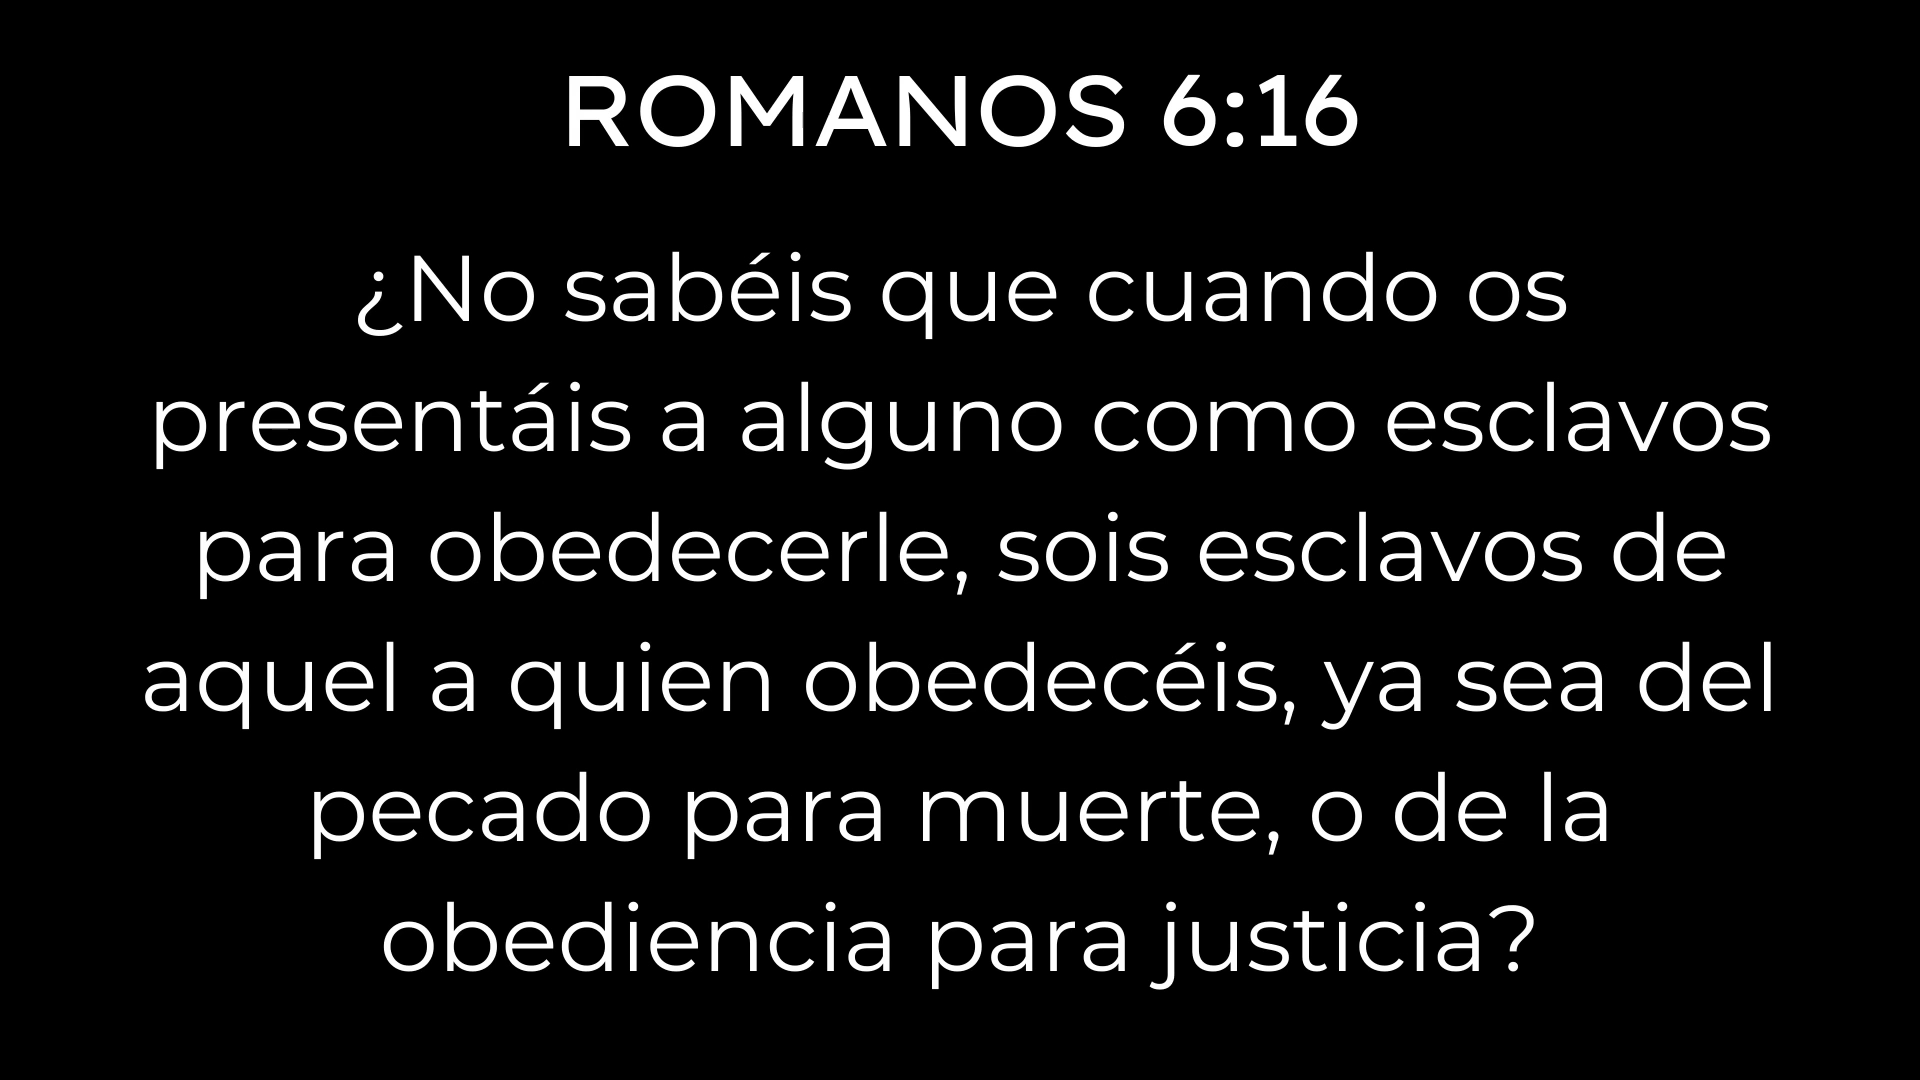 ROMANOS 6:16
¿No sabéis que cuando os
presentáis a alguno como esclavos
para obedecerle, sois esclavos de
aquel a quien obedecéis, ya sea del
pecado para muerte, o de la
obediencia para justicia?